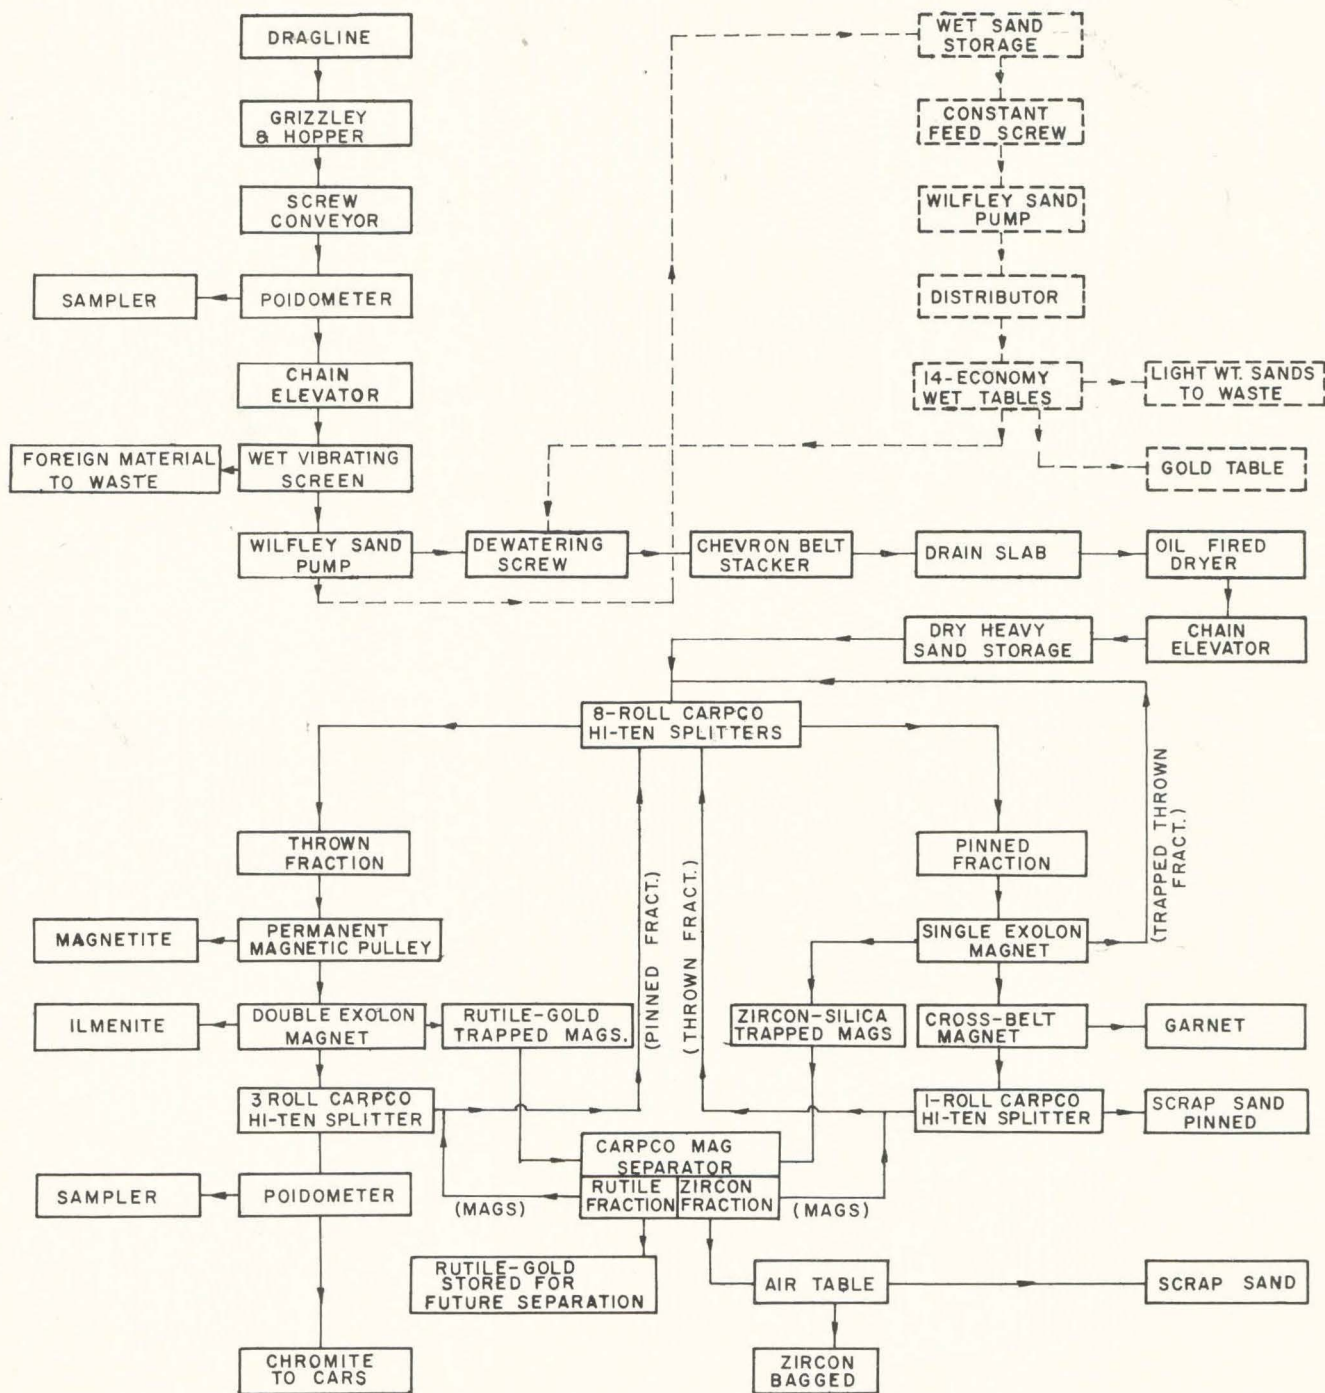 DRAGLINE
WET SAND
STORAGE
GRIZZLEY
& HOPPER
CONSTANT
FEED SCREW
SCREW
CONVEYOR
WILFLEY SAND
PUMP
SAMPLER
POIDOMETER
DISTRIBUTOR
CHAIN
ELEVATOR
14-ECONOMY
WET TABLES
LIGHT WT. SANDS
TO WASTE
FOREIGN MATERIAL
TO WASTE
WET VIBRATING
SCREEN
GOLD TABLE
WILFLEY SAND
PUMP
DEWATERING
SCREW
CHEVRON BELT
STACKER
DRAIN SLAB
OIL FIRED
DRYER
DRY HEAVY
SAND STORAGE
CHAIN
ELEVATOR
8-ROLL CARPCO
HI-TEN SPLITTERS
THROWN
FRACTION
PINNED
FRACTION
(TRAPPED THROWN
FRACT.)
(PINNED FRACT.)
(THROWN FRACT.)
MAGNETITE
PERMANENT
MAGNETIC PULLEY
SINGLE EXOLON
MAGNET
ILMENITE
DOUBLE EXOLON
MAGNET
RUTILE-GOLD
TRAPPED MAGS.
ZIRCON-SILICA
TRAPPED MAGS
CROSS-BELT
MAGNET
GARNET
3 ROLL CARPCO
HI-TEN SPLITTER
1-ROLL CARPCO
HI-TEN SPLITTER
SCRAP SAND
PINNED
CARPCO MAG
SEPARATOR
SAMPLER
POIDOMETER
(MAGS)
RUTILE
FRACTION
ZIRCON
FRACTION
(MAGS)
RUTILE-GOLD
STORED FOR
FUTURE SEPARATION
AIR TABLE
SCRAP SAND
CHROMITE
TO CARS
ZIRCON
BAGGED